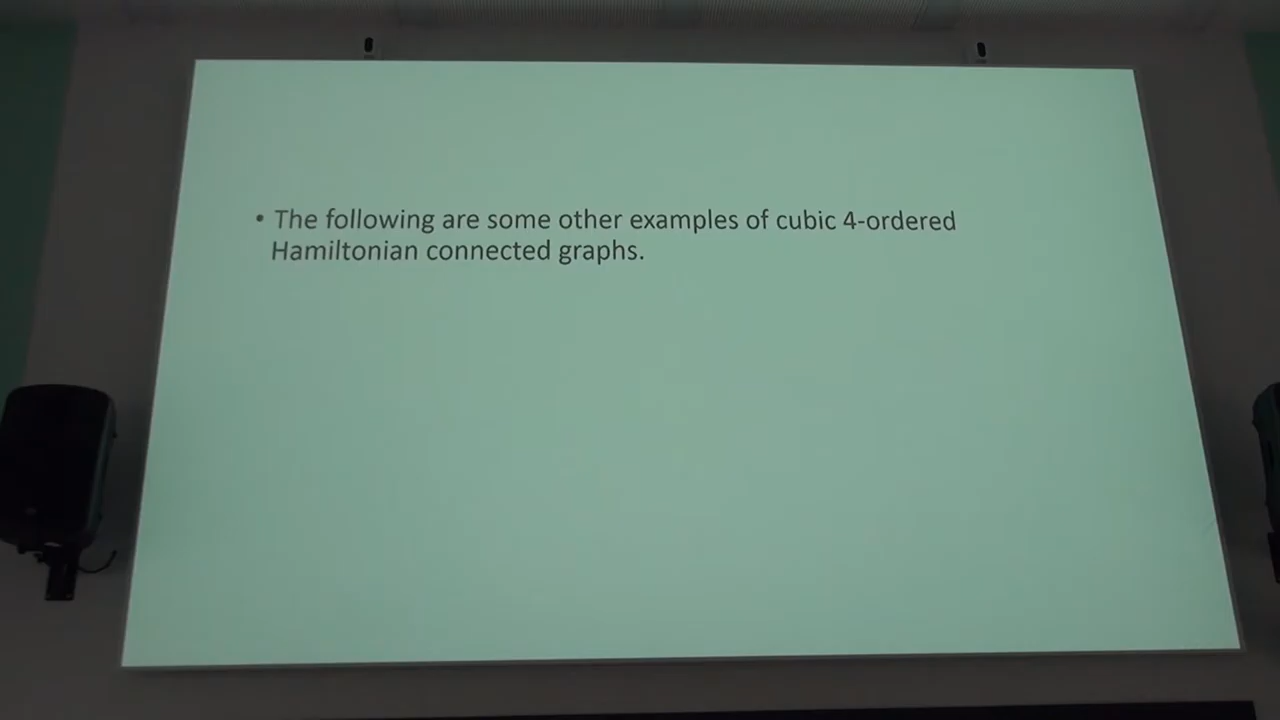 • The following are some other examples of cubic 4-ordered
Hamiltonian connected graphs.